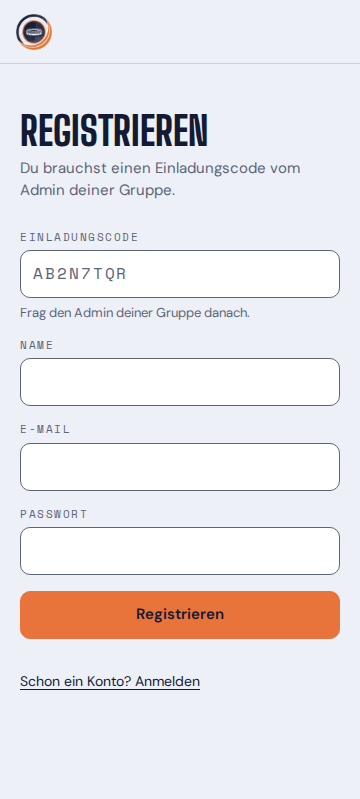 REGISTRIEREN
Du brauchst einen Einladungscode vom
Admin deiner Gruppe.
EINLADUNGSCODE
AB2N7TQR
Frag den Admin deiner Gruppe danach.
NAME
E-MAIL
PASSWORT
Registrieren
Schon ein Konto? Anmelden